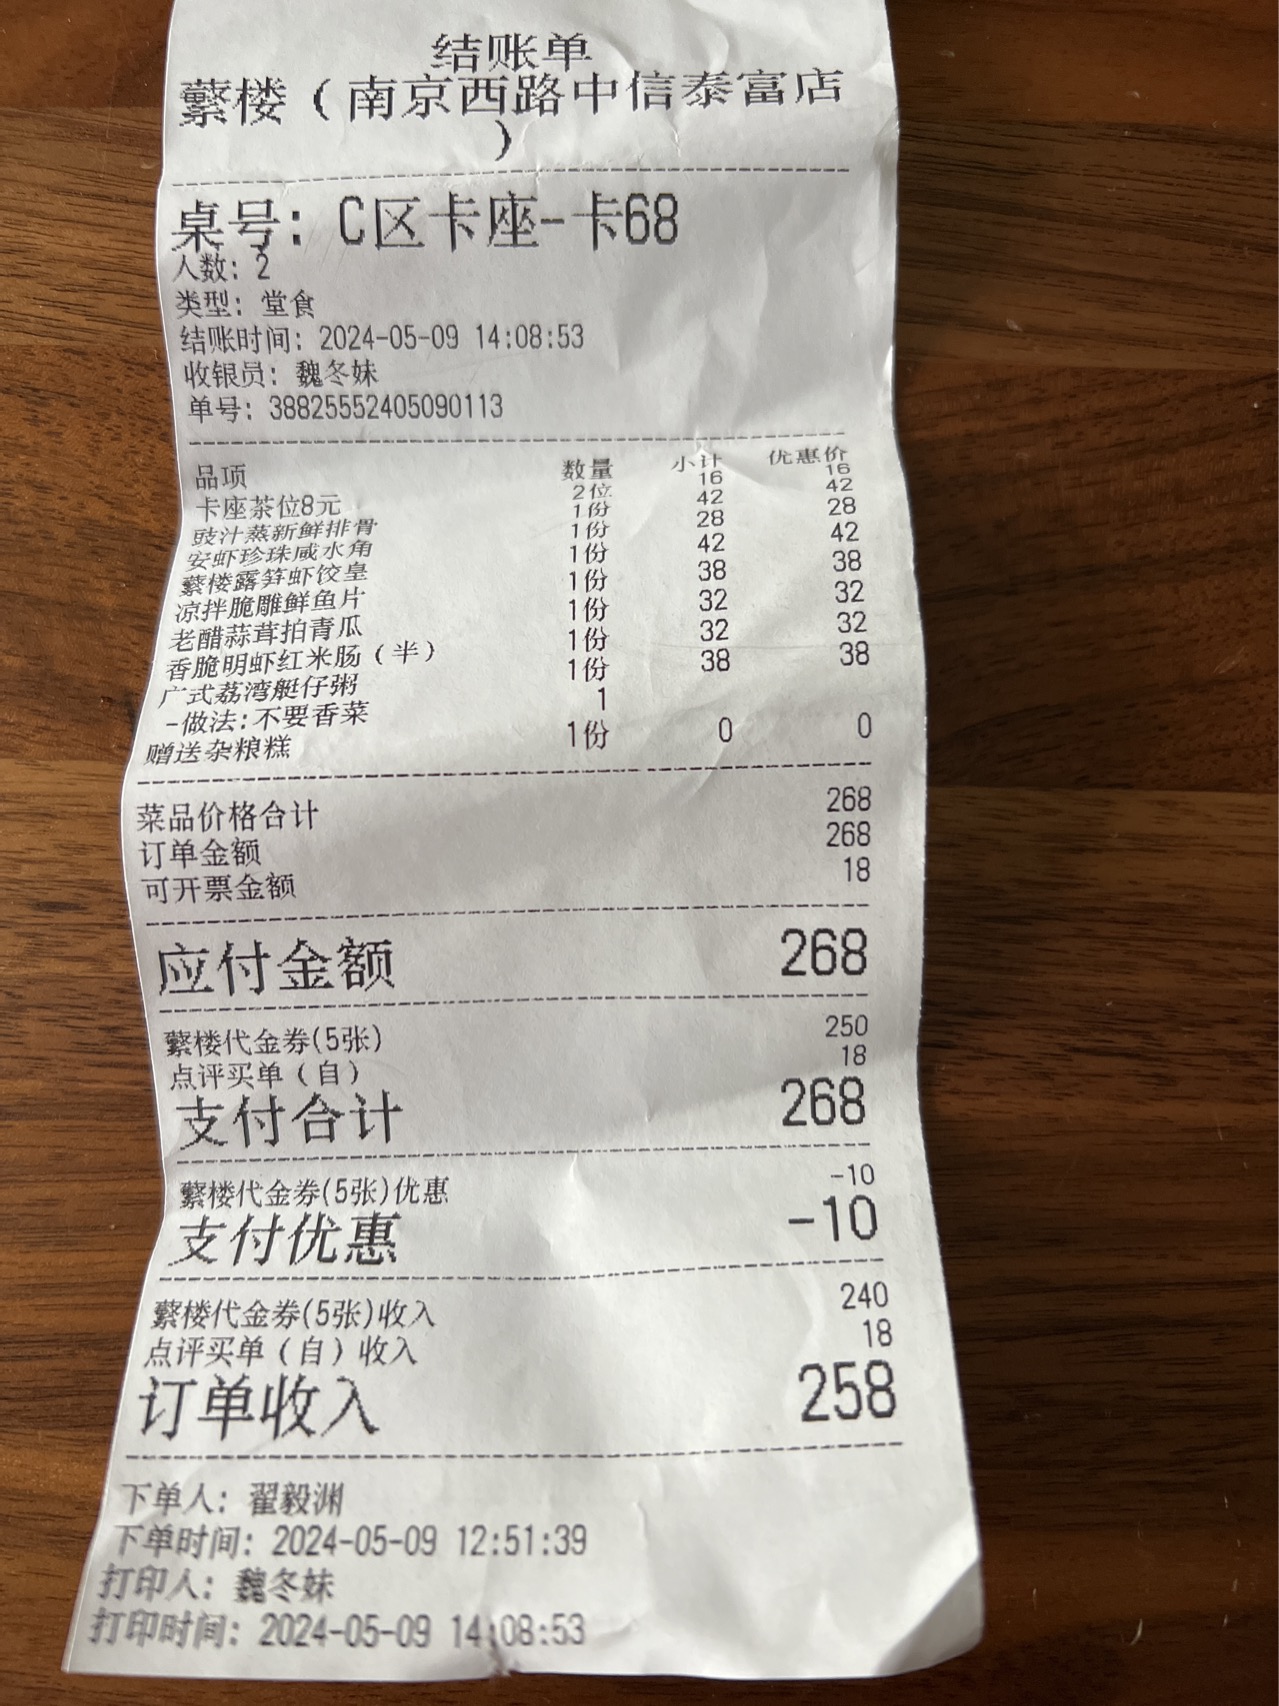 结账单
蘩楼（南京西路中信泰富店
）
桌号：C区卡座-卡68
人数：2
类型：堂食
结账时间：2024-05-09 14:08:53
收银员：魏冬妹
单号：38825552405090113
品项 数量 小计 优惠价
卡座茶位8元 2位 16 16
豉汁蒸新鲜排骨 1份 42 42
安虾珍珠咸水角 1份 28 28
蘩楼露笋虾饺皇 1份 42 42
凉拌脆雕鲜鱼片 1份 38 38
老醋蒜茸拍青瓜 1份 32 32
香脆明虾红米肠（半） 1份 32 32
广式荔湾艇仔粥 1份 38 38
-做法:不要香菜 1
赠送杂粮糕 1份 0 0
菜品价格合计 268
订单金额 268
可开票金额 18
应付金额 268
蘩楼代金券(5张) 250
点评买单（自） 18
支付合计 268
蘩楼代金券(5张)优惠 -10
支付优惠 -10
蘩楼代金券(5张)收入 240
点评买单（自）收入 18
订单收入 258
下单人：翟毅渊
下单时间：2024-05-09 12:51:39
打印人：魏冬妹
打印时间：2024-05-09 14:08:53